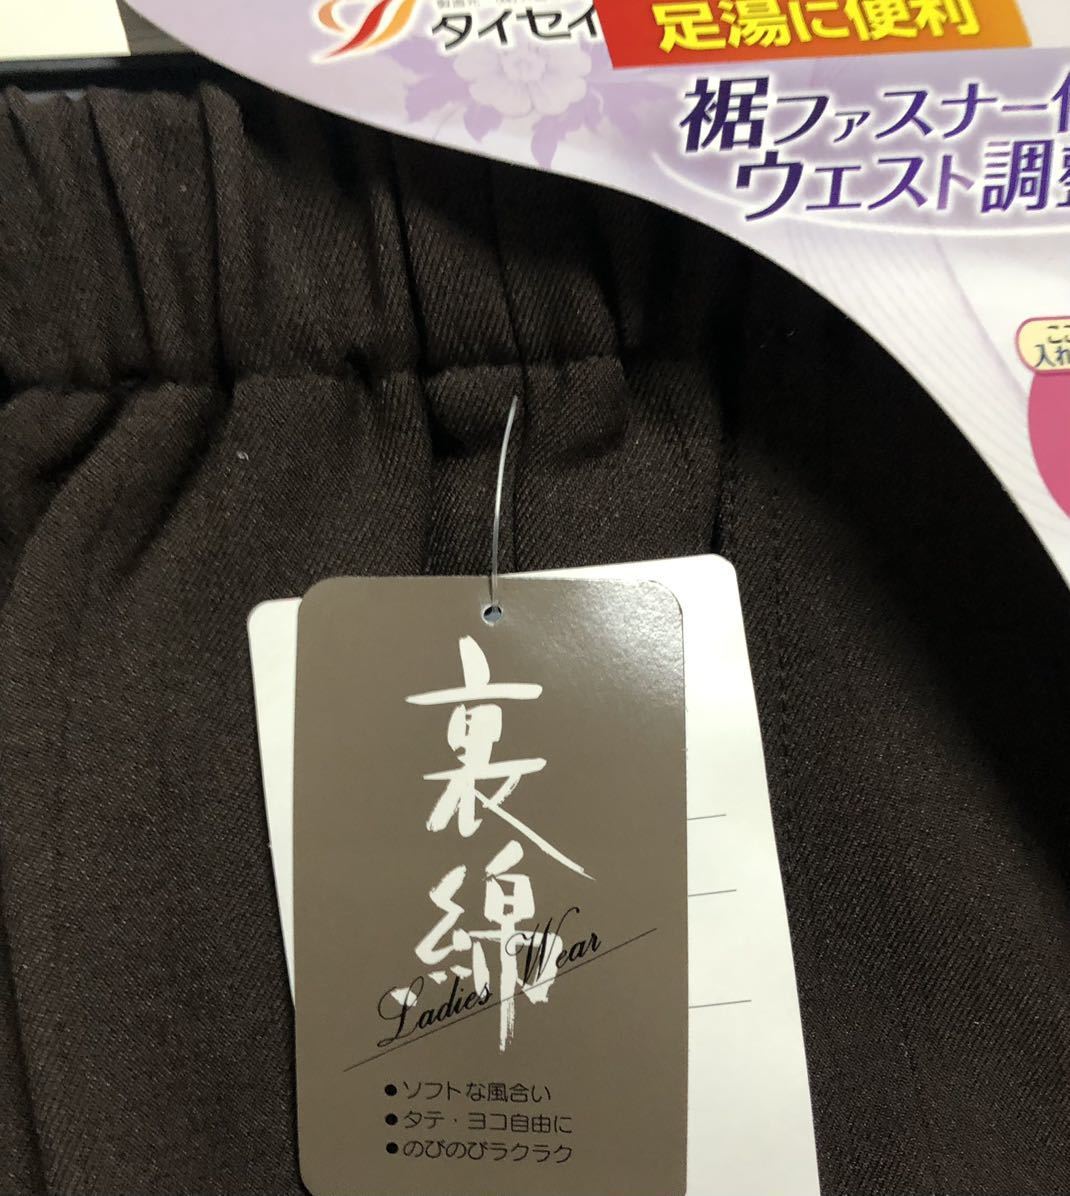 タイセイ
足湯に便利
裾ファスナー付
ウエスト調整
裏綿
Ladies Wear
●ソフトな風合い
●タテ・ヨコ自由に
●のびのびラクラク